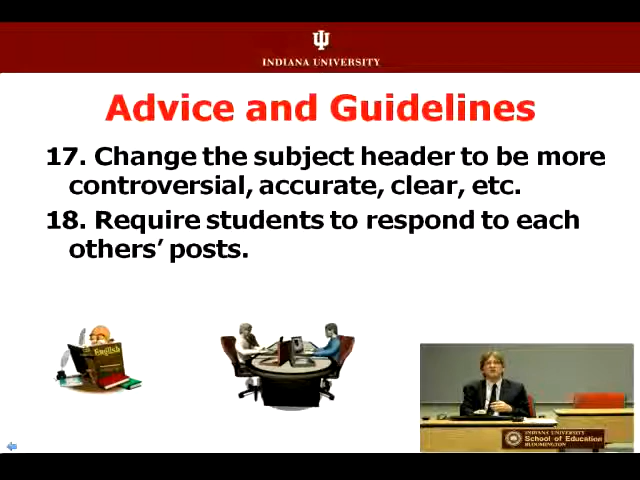 INDIANA UNIVERSITY
Advice and Guidelines
17. Change the subject header to be more
controversial, accurate, clear, etc.
18. Require students to respond to each
others’ posts.
English
INDIANA UNIVERSITY
School of Education
BLOOMINGTON